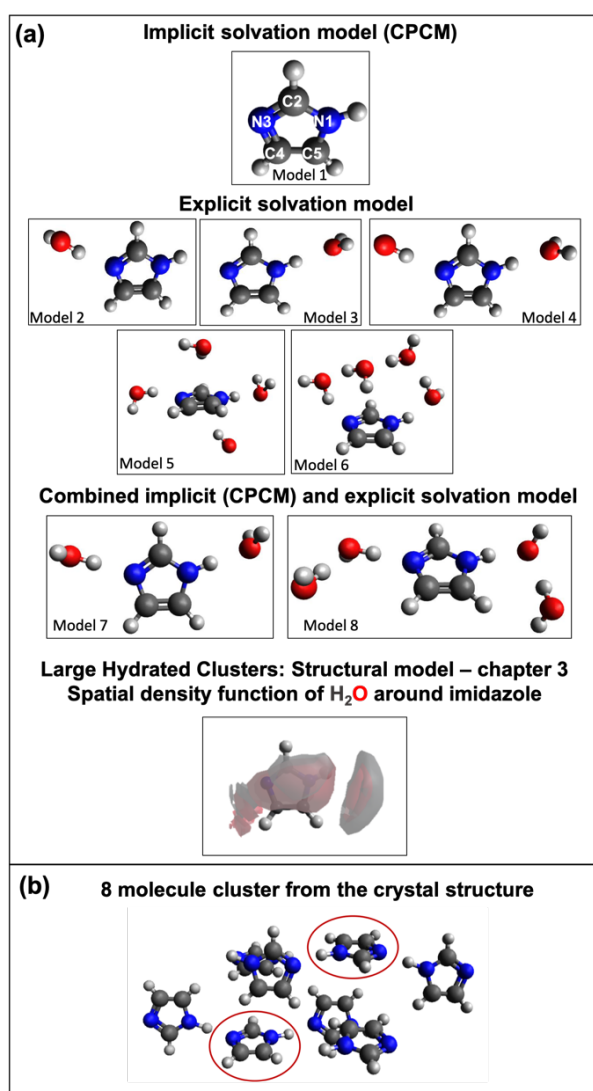 (a)
Implicit solvation model (CPCM)
C2
N3
N1
C4
C5
Model 1
Explicit solvation model
Model 2
Model 3
Model 4
Model 5
Model 6
Combined implicit (CPCM) and explicit solvation model
Model 7
Model 8
Large Hydrated Clusters: Structural model – chapter 3
Spatial density function of H₂O around imidazole
(b)
8 molecule cluster from the crystal structure